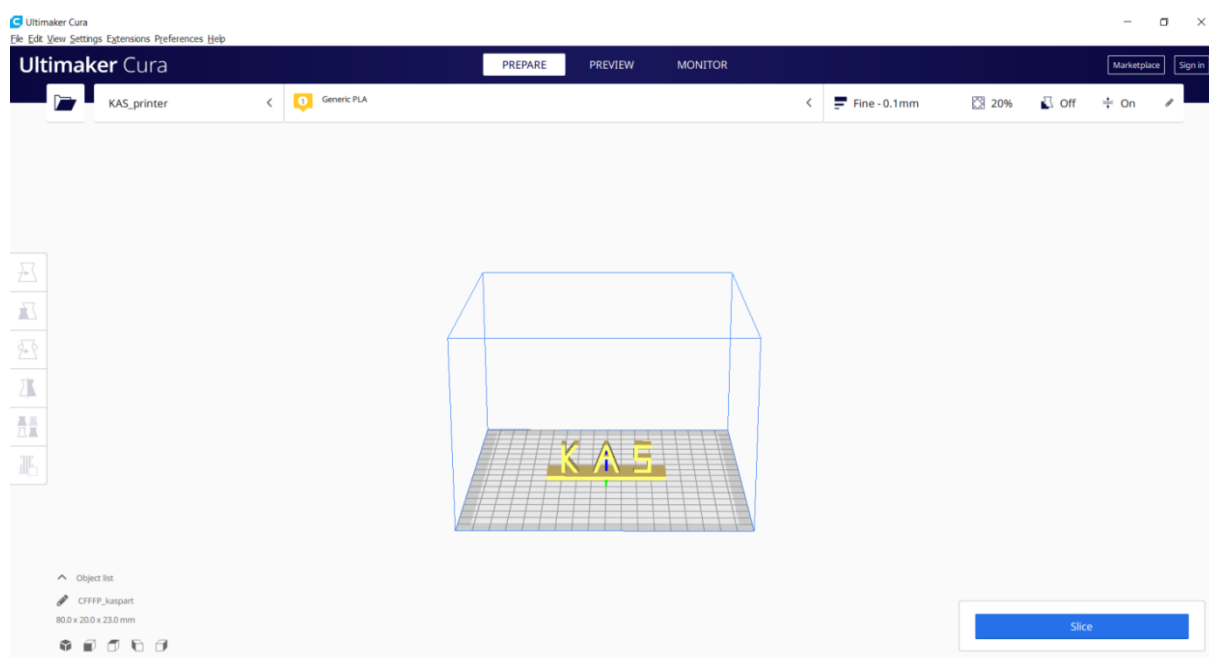 Ultimaker Cura
File Edit View Settings Extensions Preferences Help
Ultimaker Cura
PREPARE PREVIEW MONITOR
Marketplace Sign in
KAS_printer
1 Generic PLA
Fine - 0.1mm 20% Off On
KAS
Object list
CFFFP_kaspart
80.0 x 20.0 x 23.0 mm
Slice